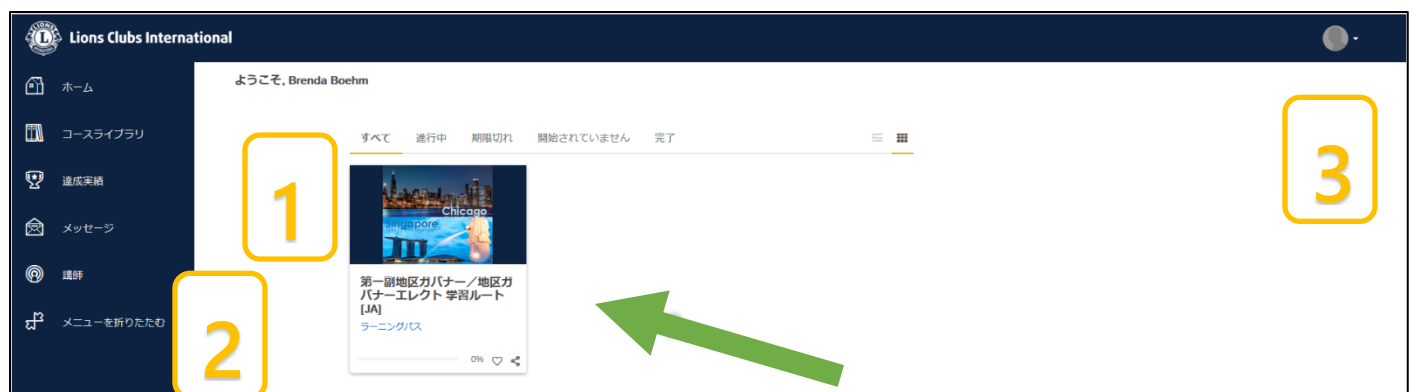 Lions Clubs International
ホーム
コースライブラリ
達成実績
メッセージ
講師
メニューを折りたたむ
ようこそ, Brenda Boehm
すべて 進行中 期限切れ 開始されていません 完了
1
2
3
Chicago
Singapore
第一副地区ガバナー／地区ガ
バナーエレクト 学習ルート
[JA]
ラーニングパス
0%